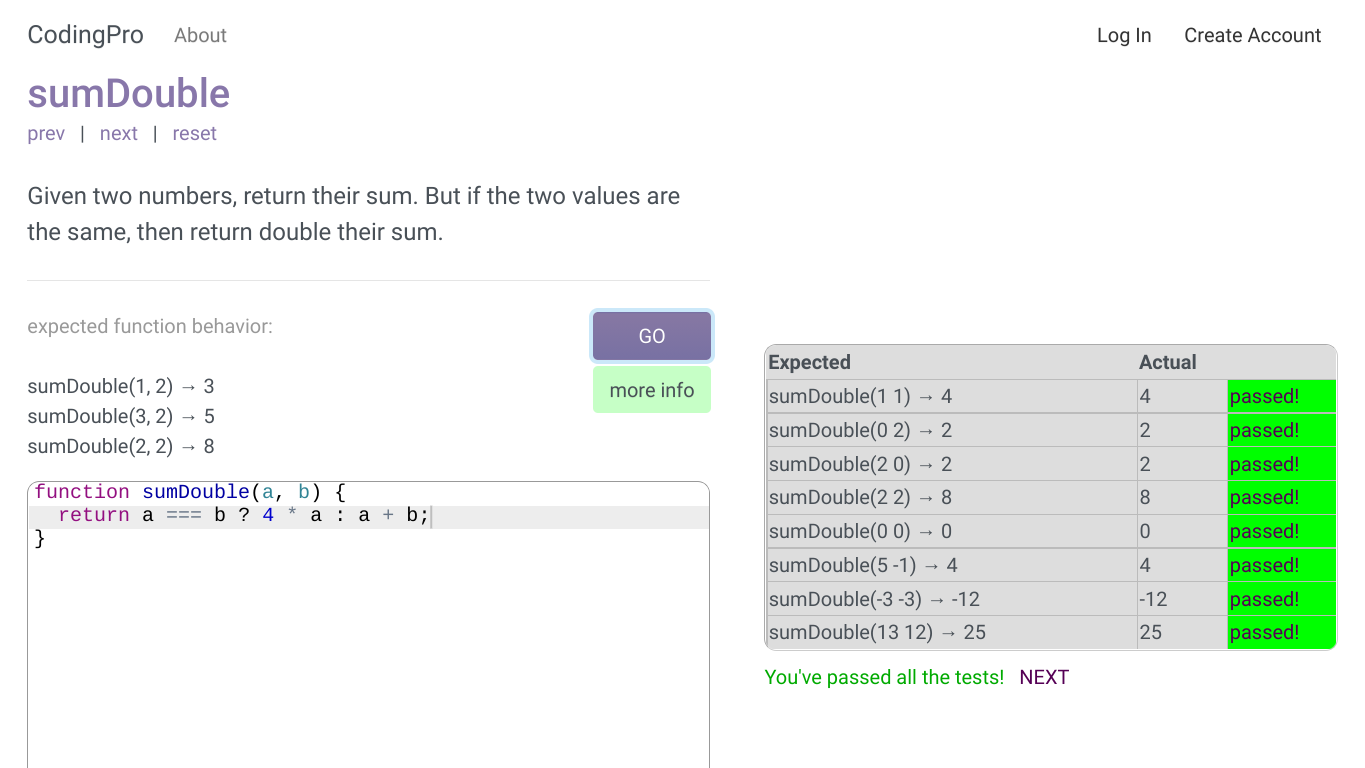 CodingPro About Log In Create Account
sumDouble
prev | next | reset
Given two numbers, return their sum. But if the two values are
the same, then return double their sum.
expected function behavior:
GO
more info
sumDouble(1, 2) → 3
sumDouble(3, 2) → 5
sumDouble(2, 2) → 8
function sumDouble(a, b) {
  return a === b ? 4 * a : a + b;
}
Expected Actual
sumDouble(1 1) → 4 4 passed!
sumDouble(0 2) → 2 2 passed!
sumDouble(2 0) → 2 2 passed!
sumDouble(2 2) → 8 8 passed!
sumDouble(0 0) → 0 0 passed!
sumDouble(5 -1) → 4 4 passed!
sumDouble(-3 -3) → -12 -12 passed!
sumDouble(13 12) → 25 25 passed!
You've passed all the tests! NEXT